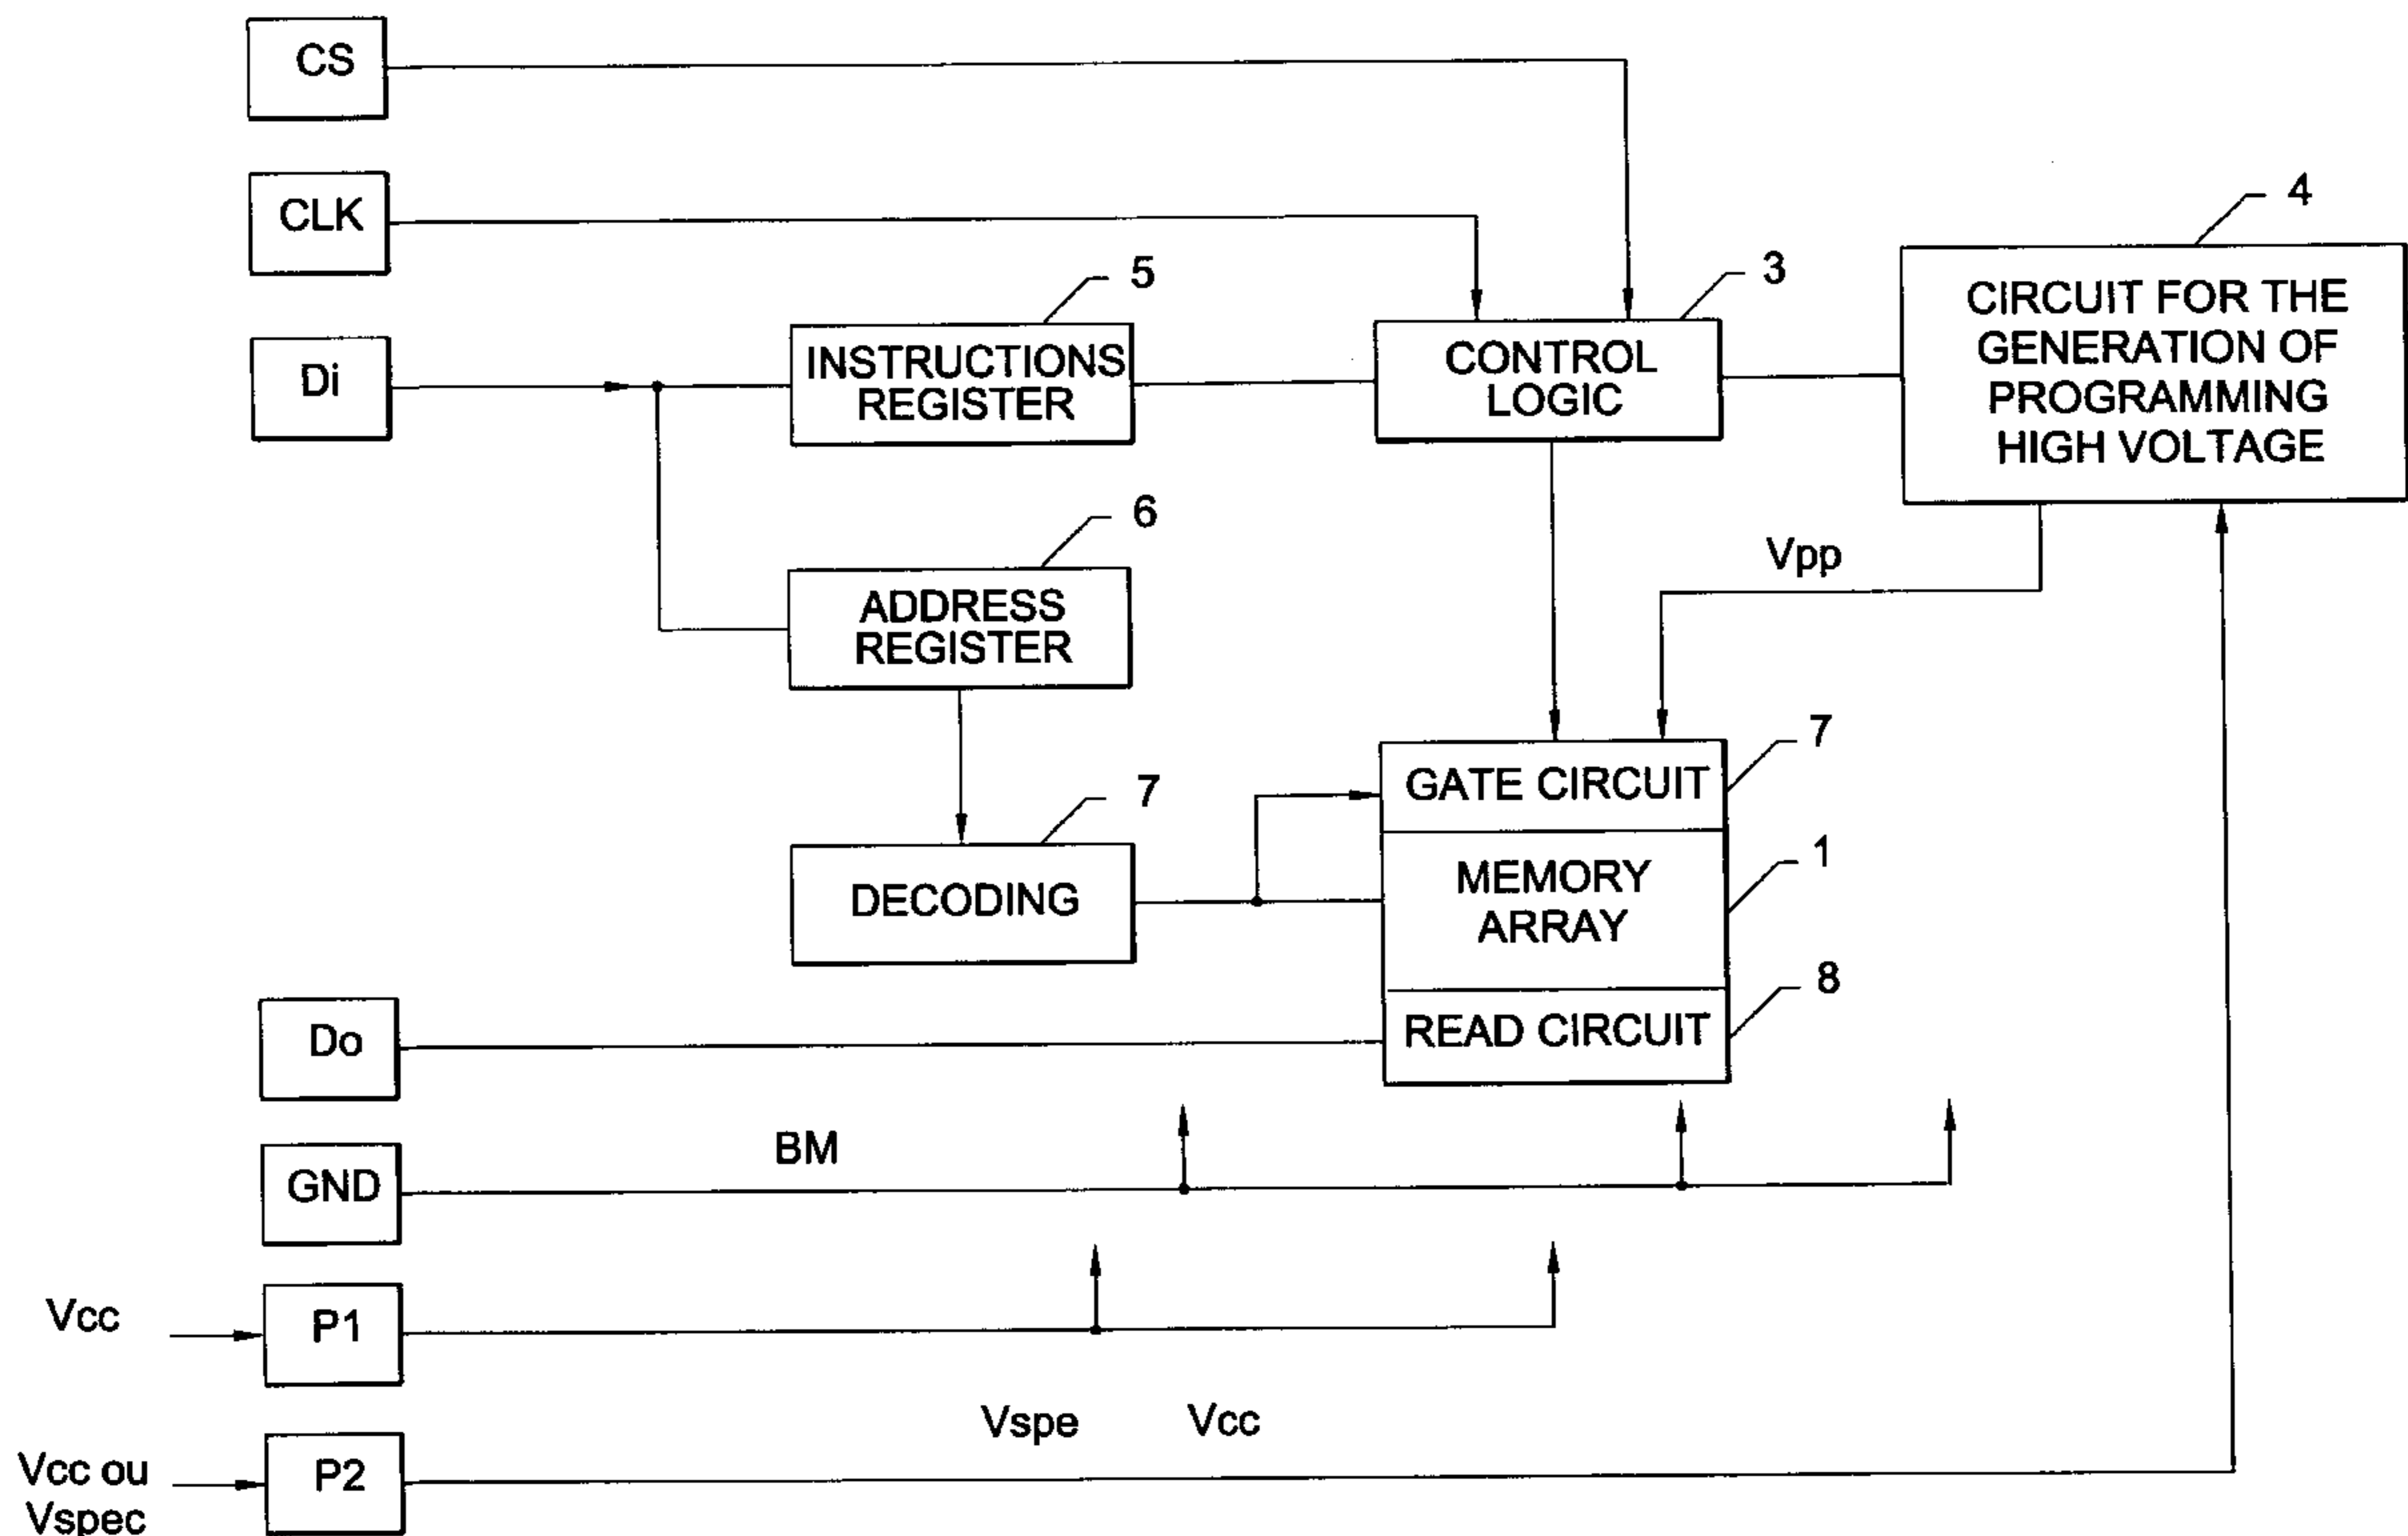 CS
CLK
4
5
3
CIRCUIT FOR THE
GENERATION OF
PROGRAMMING
HIGH VOLTAGE
Di
INSTRUCTIONS
REGISTER
CONTROL
LOGIC
6
Vpp
ADDRESS
REGISTER
7
GATE CIRCUIT
7
DECODING
MEMORY
ARRAY
1
8
Do
READ CIRCUIT
BM
GND
Vcc
P1
Vspe
Vcc
Vcc ou
Vspec
P2